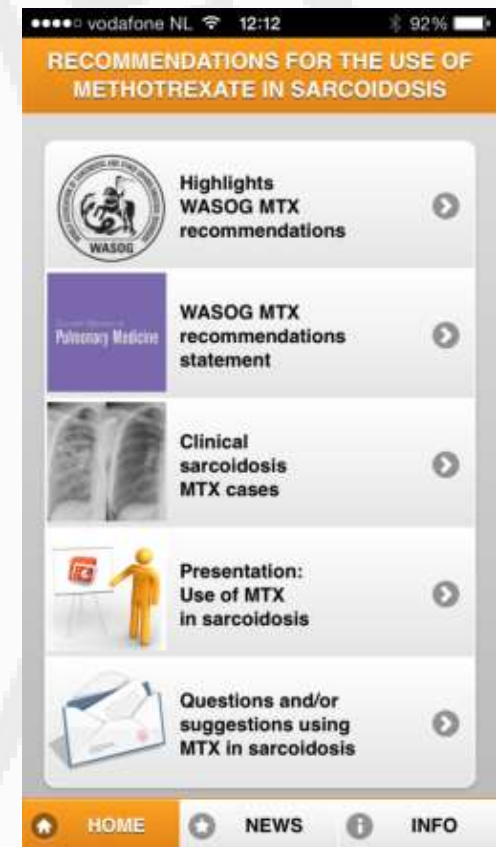 vodafone NL 12:12 92%
RECOMMENDATIONS FOR THE USE OF
METHOTREXATE IN SARCOIDOSIS
WASOG
Highlights
WASOG MTX
recommendations
Pulmonary Medicine
WASOG MTX
recommendations
statement
Clinical
sarcoidosis
MTX cases
Presentation:
Use of MTX
in sarcoidosis
Questions and/or
suggestions using
MTX in sarcoidosis
HOME NEWS INFO